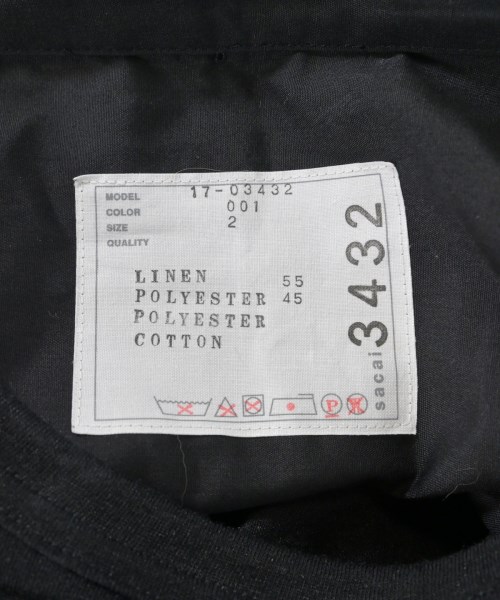 MODEL 17-03432
COLOR 001
SIZE 2
QUALITY
LINEN 55
POLYESTER 45
POLYESTER
COTTON
P
sacai 3432